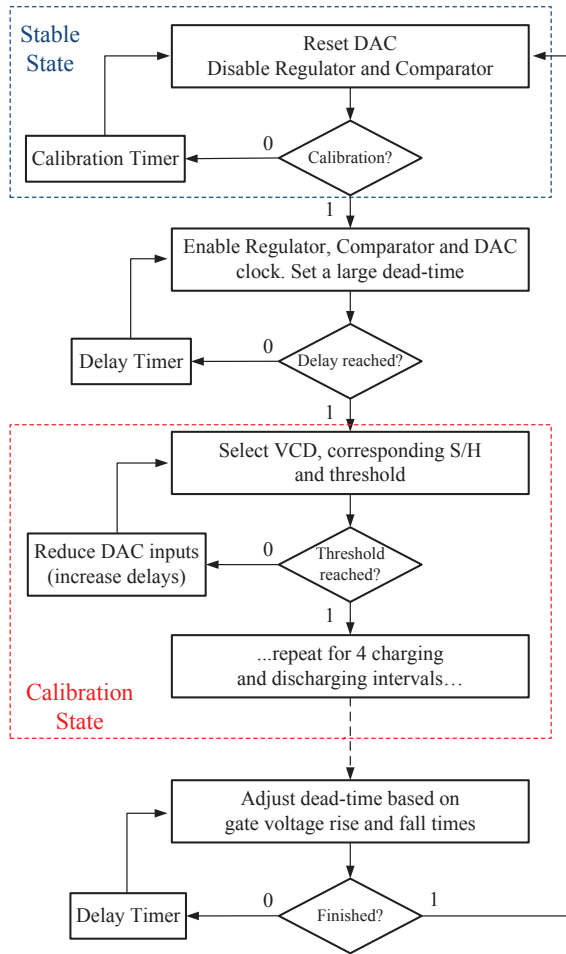 Stable
State
Reset DAC
Disable Regulator and Comparator
Calibration Timer
0
Calibration?
1
Enable Regulator, Comparator and DAC
clock. Set a large dead-time
Delay Timer
0
Delay reached?
1
Select VCD, corresponding S/H
and threshold
Reduce DAC inputs
(increase delays)
0
Threshold
reached?
1
...repeat for 4 charging
and discharging intervals…
Calibration
State
Adjust dead-time based on
gate voltage rise and fall times
Delay Timer
0
Finished?
1